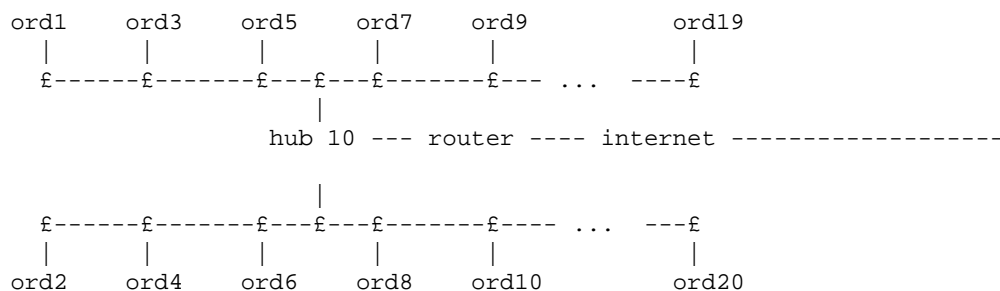 ord1 ord3 ord5 ord7 ord9 ord19
| | | | | |
£------£-------£---£---£-------£--- ... ----£
|
hub 10 --- router ---- internet -------------------
|
£------£-------£---£---£-------£---- ... ---£
| | | | | |
ord2 ord4 ord6 ord8 ord10 ord20